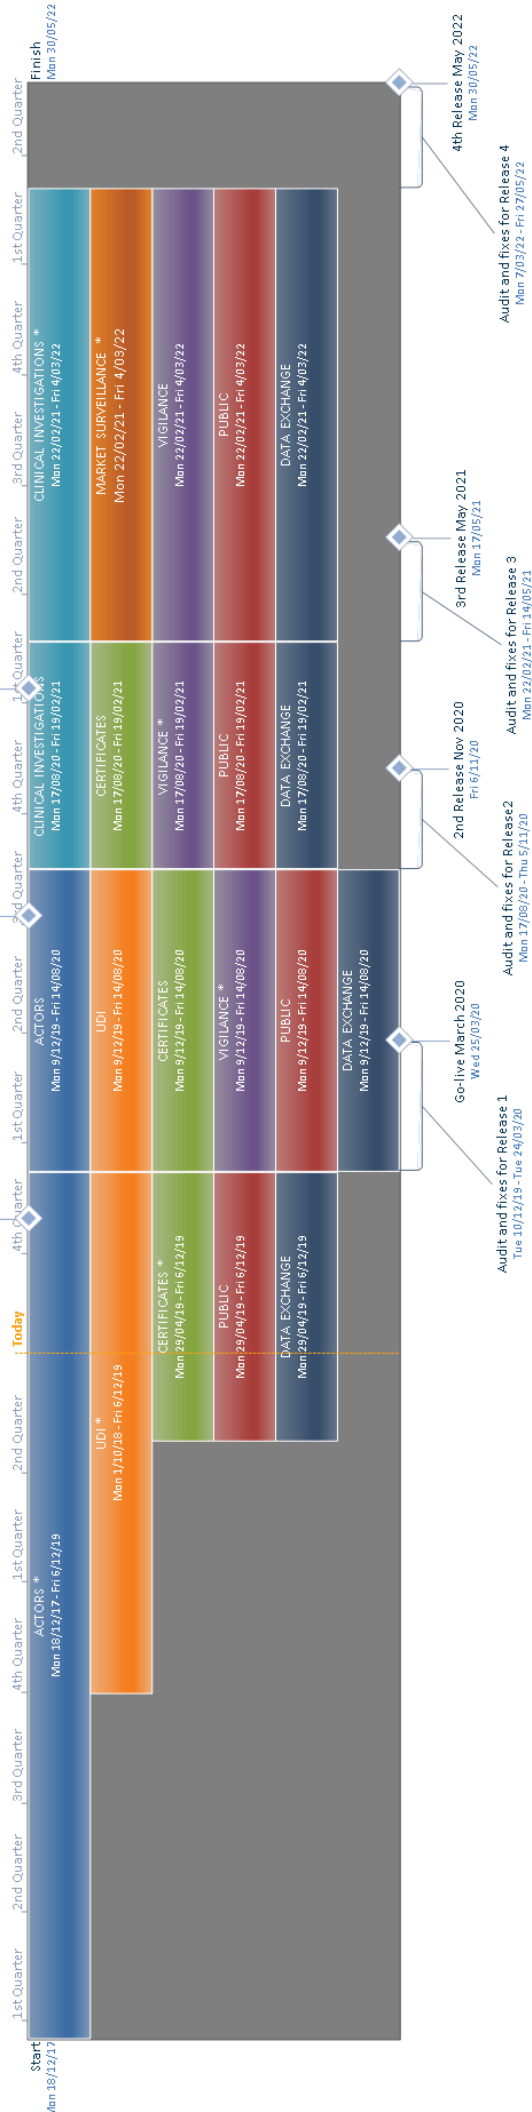 Start
Mon 18/12/17
1st Quarter
2nd Quarter
3rd Quarter
4th Quarter
1st Quarter
2nd Quarter
Today
4th Quarter
1st Quarter
2nd Quarter
3rd Quarter
4th Quarter
1st Quarter
2nd Quarter
3rd Quarter
4th Quarter
1st Quarter
2nd Quarter
Finish
Mon 30/05/22
ACTORS *
Mon 18/12/17 - Fri 6/12/19
ACTORS
Mon 9/12/19 - Fri 14/08/20
CLINICAL INVESTIGATIONS
Mon 17/08/20 - Fri 19/02/21
CLINICAL INVESTIGATIONS *
Mon 22/02/21 - Fri 4/03/22
UDI *
Mon 1/10/18 - Fri 6/12/19
UDI
Mon 9/12/19 - Fri 14/08/20
CERTIFICATES
Mon 17/08/20 - Fri 19/02/21
MARKET SURVEILLANCE *
Mon 22/02/21 - Fri 4/03/22
CERTIFICATES *
Mon 29/04/19 - Fri 6/12/19
CERTIFICATES
Mon 9/12/19 - Fri 14/08/20
VIGILANCE *
Mon 17/08/20 - Fri 19/02/21
VIGILANCE
Mon 22/02/21 - Fri 4/03/22
PUBLIC
Mon 29/04/19 - Fri 6/12/19
VIGILANCE *
Mon 9/12/19 - Fri 14/08/20
PUBLIC
Mon 17/08/20 - Fri 19/02/21
PUBLIC
Mon 22/02/21 - Fri 4/03/22
DATA EXCHANGE
Mon 29/04/19 - Fri 6/12/19
PUBLIC
Mon 9/12/19 - Fri 14/08/20
DATA EXCHANGE
Mon 17/08/20 - Fri 19/02/21
DATA EXCHANGE
Mon 22/02/21 - Fri 4/03/22
DATA EXCHANGE
Mon 9/12/19 - Fri 14/08/20
Go-live March 2020
Wed 25/03/20
2nd Release Nov 2020
Fri 6/11/20
3rd Release May 2021
Mon 17/05/21
4th Release May 2022
Mon 30/05/22
Audit and fixes for Release 1
Tue 10/12/19 - Tue 24/03/20
Audit and fixes for Release2
Mon 17/08/20 - Thu 5/11/20
Audit and fixes for Release 3
Mon 22/02/21 - Fri 14/05/21
Audit and fixes for Release 4
Mon 7/03/22 - Fri 27/05/22